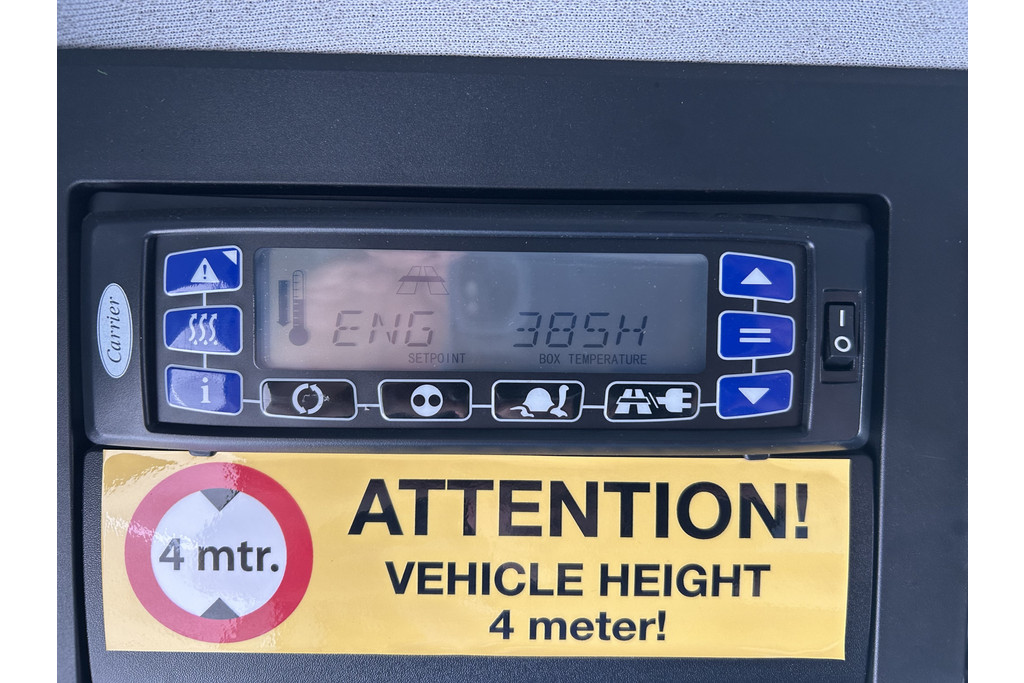 Carrier
ENG 385H
SETPOINT BOX TEMPERATURE
i
I
O
ATTENTION!
4 mtr.
VEHICLE HEIGHT
4 meter!